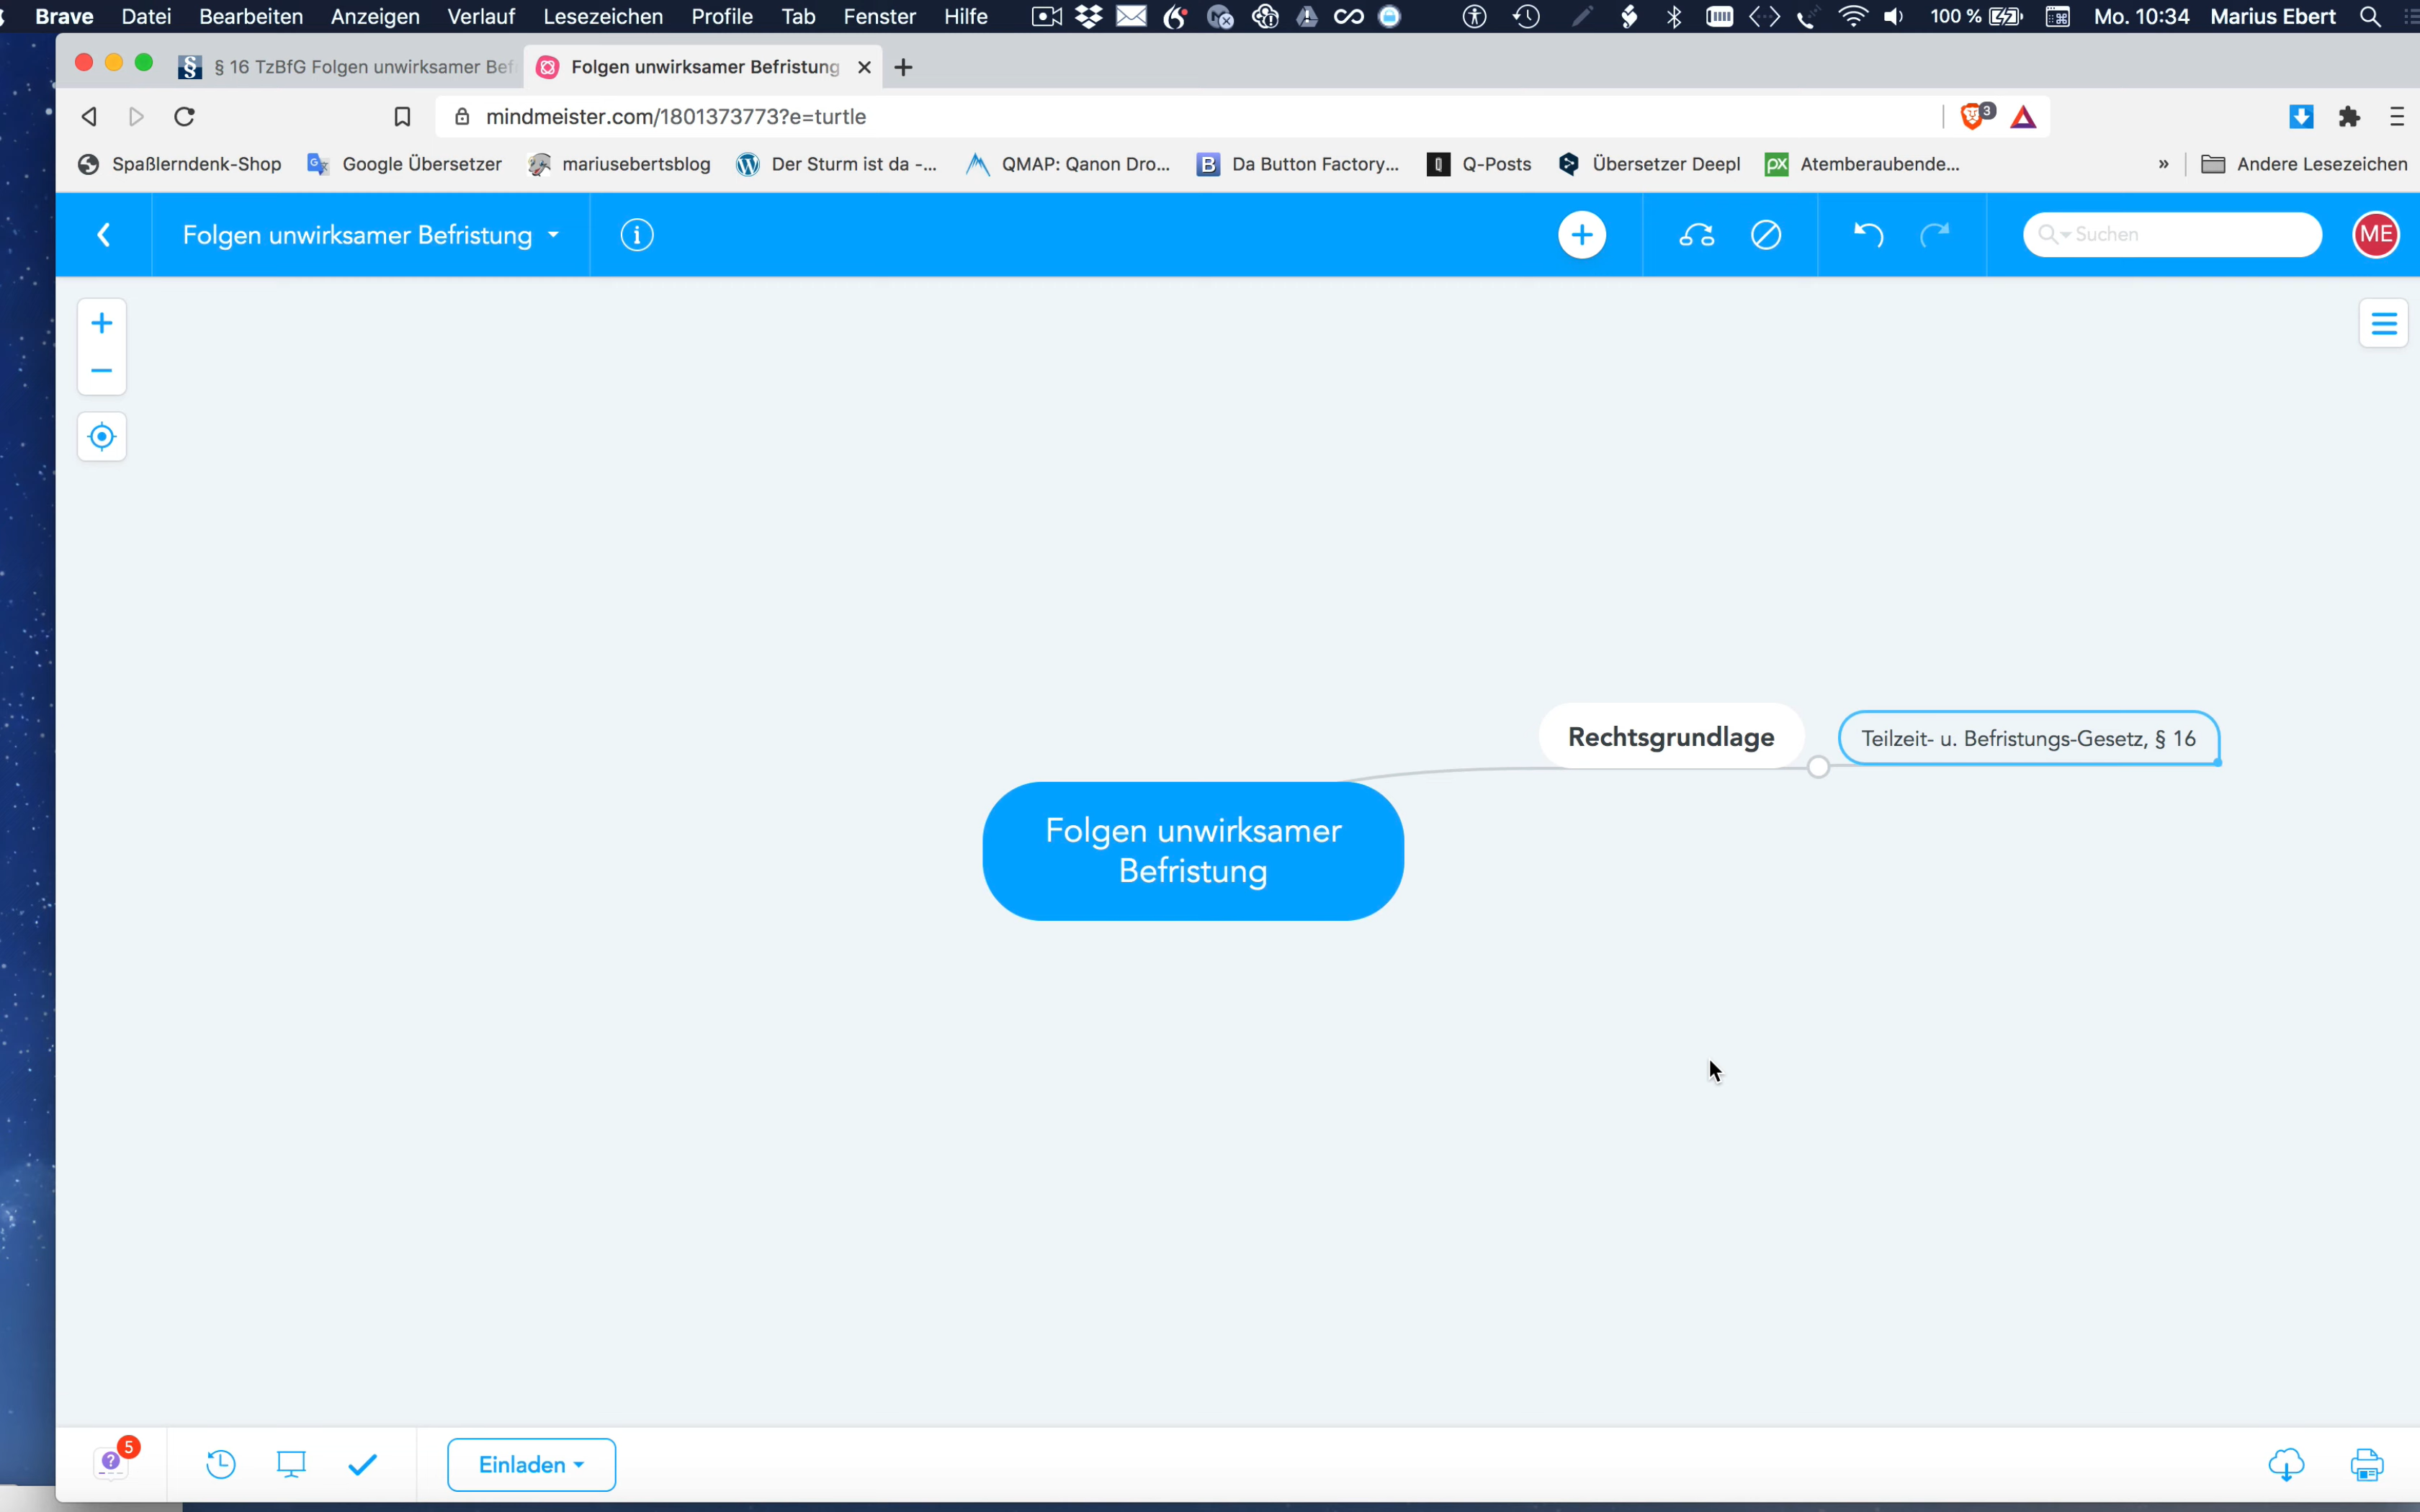 Brave Datei Bearbeiten Anzeigen Verlauf Lesezeichen Profile Tab Fenster Hilfe 100 % Mo. 10:34 Marius Ebert
§ 16 TzBfG Folgen unwirksamer Bef
Folgen unwirksamer Befristung
mindmeister.com/1801373773?e=turtle
3
Spaßlerndenk-Shop Google Übersetzer mariusebertsblog Der Sturm ist da -... QMAP: Qanon Dro... B Da Button Factory... Q Q-Posts Übersetzer Deepl px Atemberaubende... » Andere Lesezeichen
Folgen unwirksamer Befristung
Suchen
ME
Rechtsgrundlage
Teilzeit- u. Befristungs-Gesetz, § 16
Folgen unwirksamer
Befristung
5
Einladen